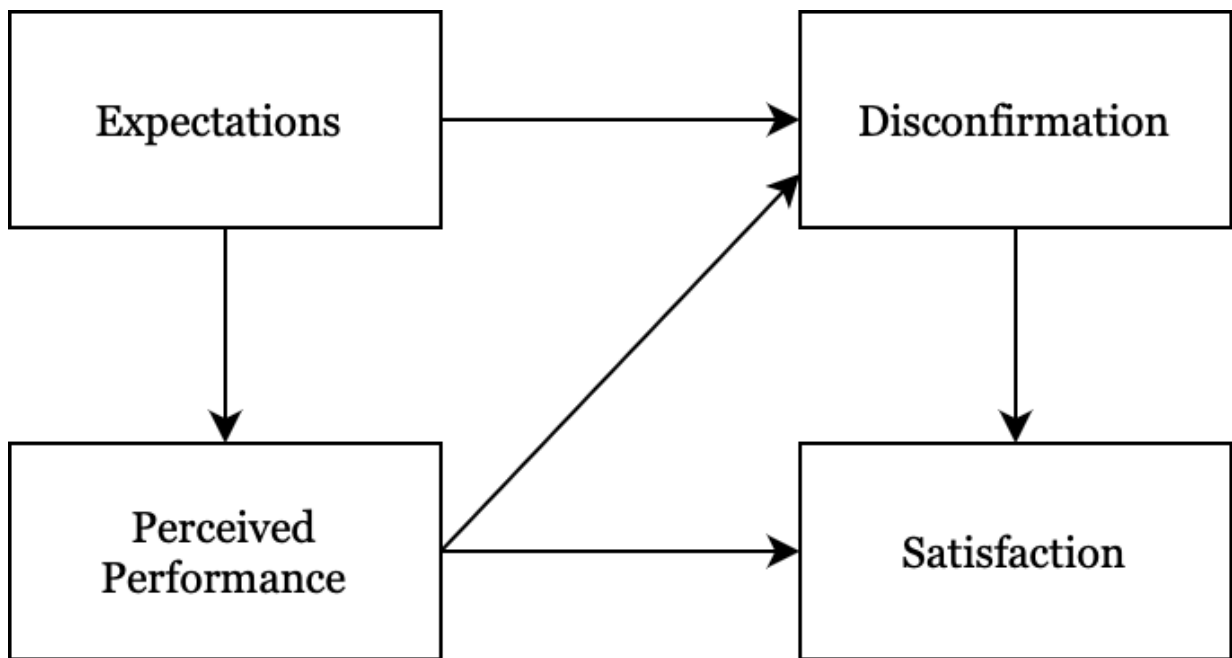 Expectations
Disconfirmation
Perceived
Performance
Satisfaction